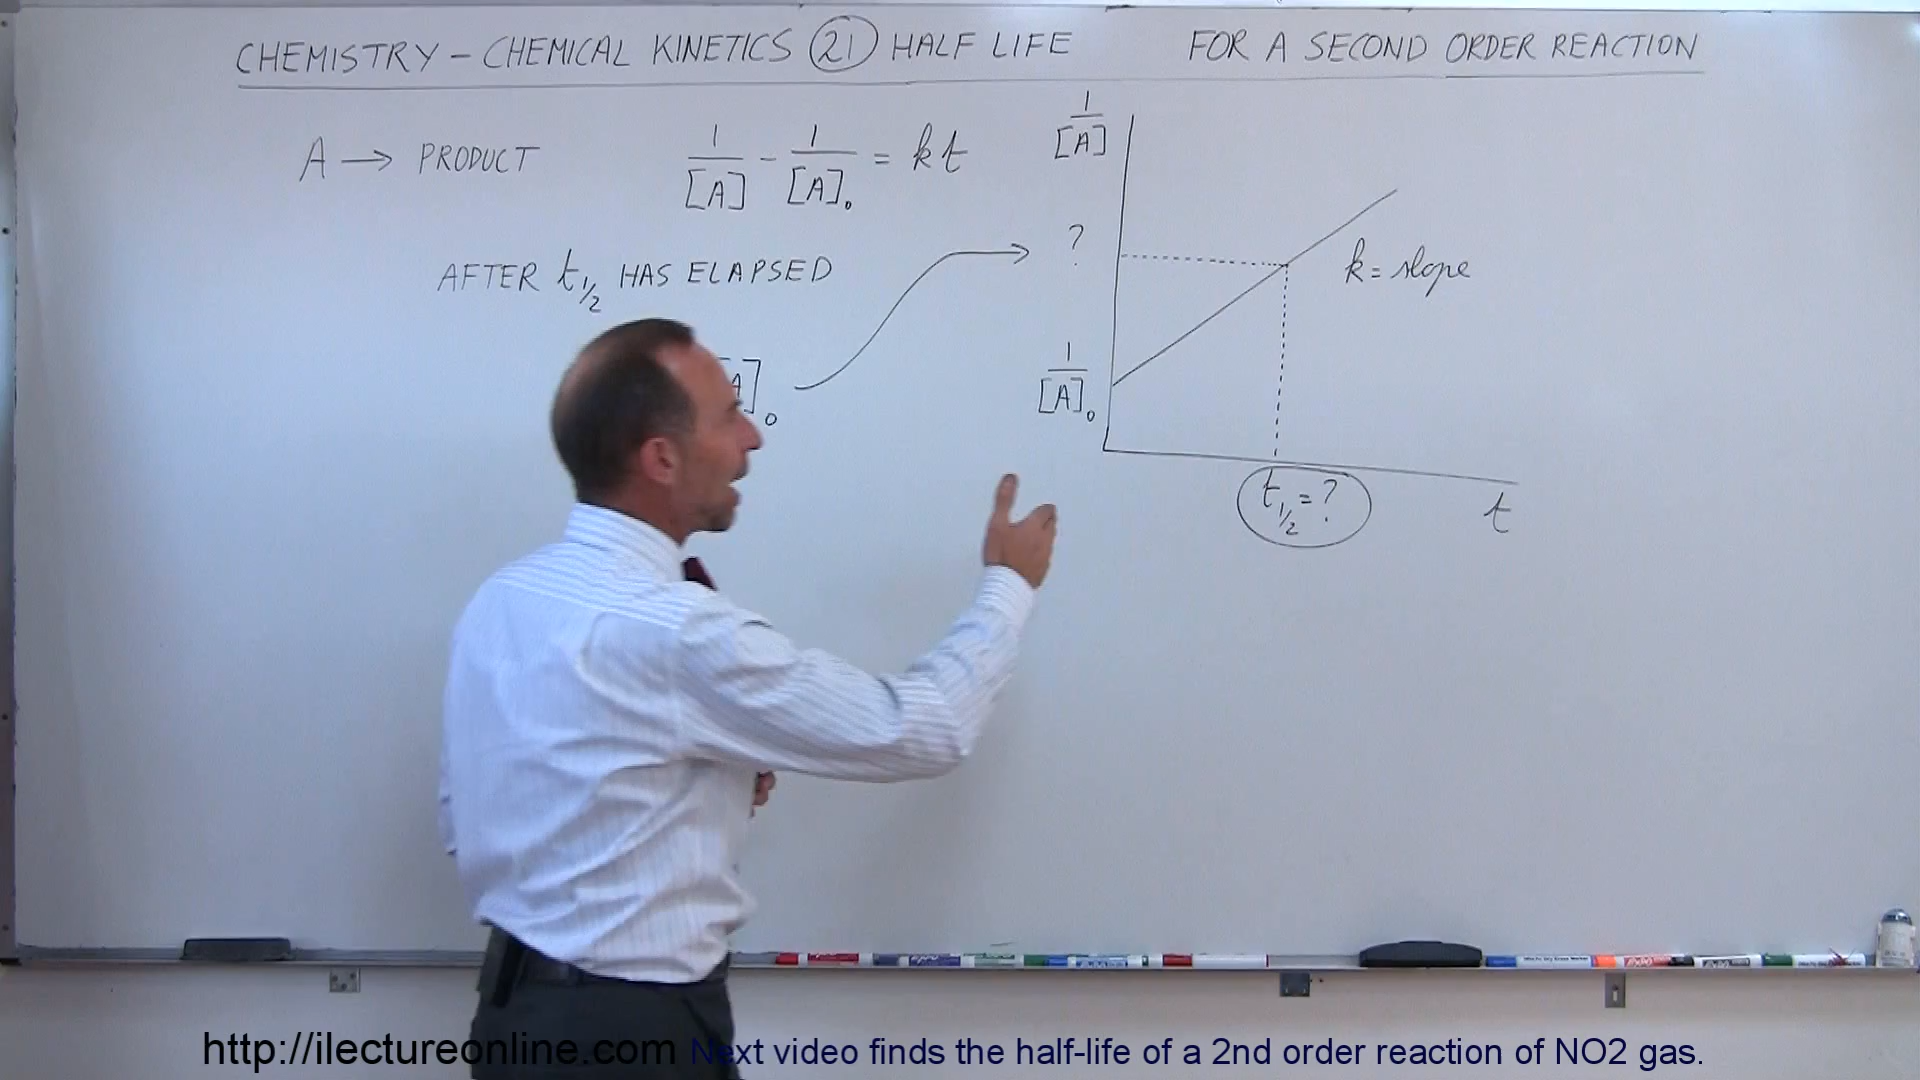 CHEMISTRY – CHEMICAL KINETICS 21 HALF LIFE FOR A SECOND ORDER REACTION
A → PRODUCT
1/[A] - 1/[A]₀ = kt
AFTER t1/2 HAS ELAPSED
A]₀
1/[A]
?
k = slope
1/[A]₀
t1/2 = ?
t
http://ilectureonline.com Next video finds the half-life of a 2nd order reaction of NO2 gas.